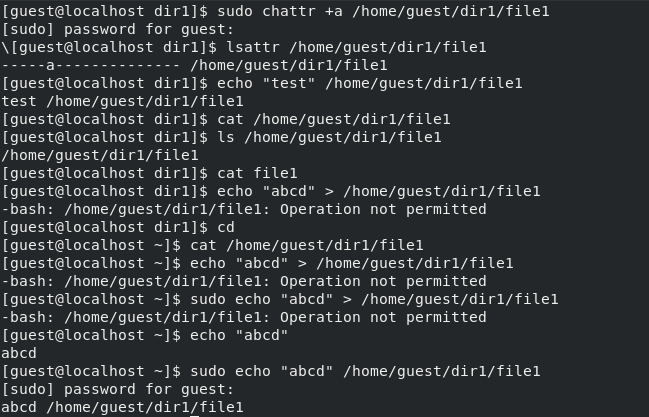 [guest@localhost dir1]$ sudo chattr +a /home/guest/dir1/file1
[sudo] password for guest:
\[guest@localhost dir1]$ lsattr /home/guest/dir1/file1
-----a-------------- /home/guest/dir1/file1
[guest@localhost dir1]$ echo "test" /home/guest/dir1/file1
test /home/guest/dir1/file1
[guest@localhost dir1]$ cat /home/guest/dir1/file1
[guest@localhost dir1]$ ls /home/guest/dir1/file1
/home/guest/dir1/file1
[guest@localhost dir1]$ cat file1
[guest@localhost dir1]$ echo "abcd" > /home/guest/dir1/file1
-bash: /home/guest/dir1/file1: Operation not permitted
[guest@localhost dir1]$ cd
[guest@localhost ~]$ cat /home/guest/dir1/file1
[guest@localhost ~]$ echo "abcd" > /home/guest/dir1/file1
-bash: /home/guest/dir1/file1: Operation not permitted
[guest@localhost ~]$ sudo echo "abcd" > /home/guest/dir1/file1
-bash: /home/guest/dir1/file1: Operation not permitted
[guest@localhost ~]$ echo "abcd"
abcd
[guest@localhost ~]$ sudo echo "abcd" /home/guest/dir1/file1
[sudo] password for guest:
abcd /home/guest/dir1/file1